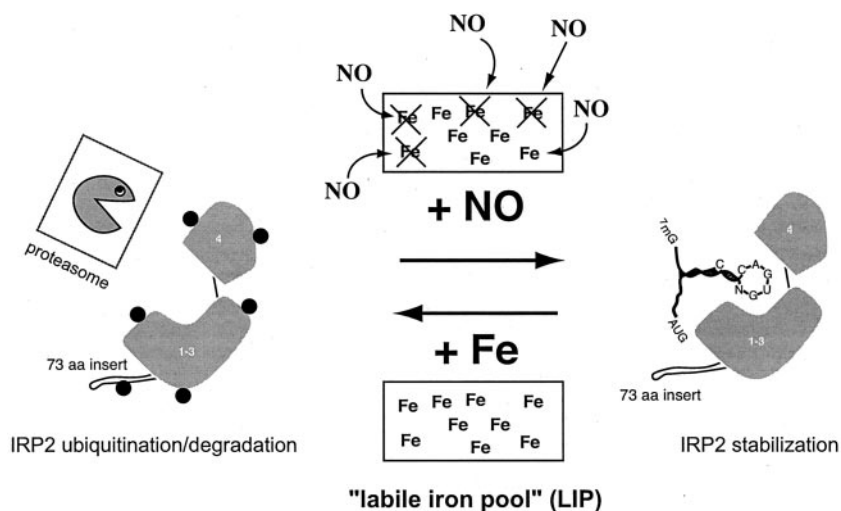 NO
NO
NO
NO
NO
Fe Fe Fe Fe
Fe Fe
Fe Fe Fe
+ NO
+ Fe
Fe Fe Fe Fe
Fe Fe
Fe Fe Fe
"labile iron pool" (LIP)
proteasome
4
1-3
73 aa insert
IRP2 ubiquitination/degradation
7mG
C C A G U G N
AUG
4
1-3
73 aa insert
IRP2 stabilization